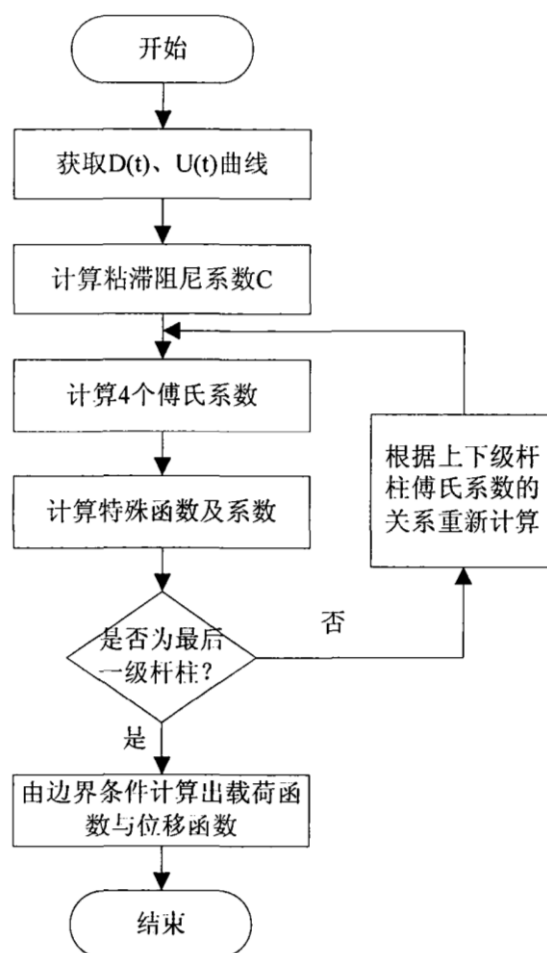 开始
获取D(t)、U(t)曲线
计算粘滞阻尼系数C
计算4个傅氏系数
计算特殊函数及系数
根据上下级杆
柱傅氏系数的
关系重新计算
是否为最后
一级杆柱？
否
是
由边界条件计算出载荷函
数与位移函数
结束